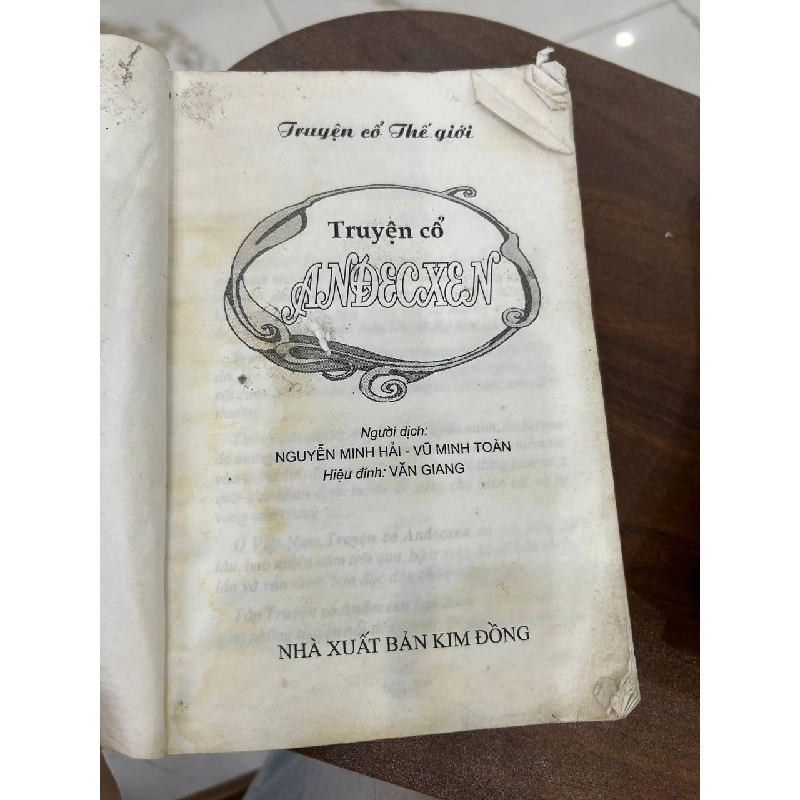 Truyện cổ Thế giới
Truyện cổ
ANĐECXEN
Người dịch:
NGUYỄN MINH HẢI - VŨ MINH TOÀN
Hiệu đính: VĂN GIANG
NHÀ XUẤT BẢN KIM ĐỒNG